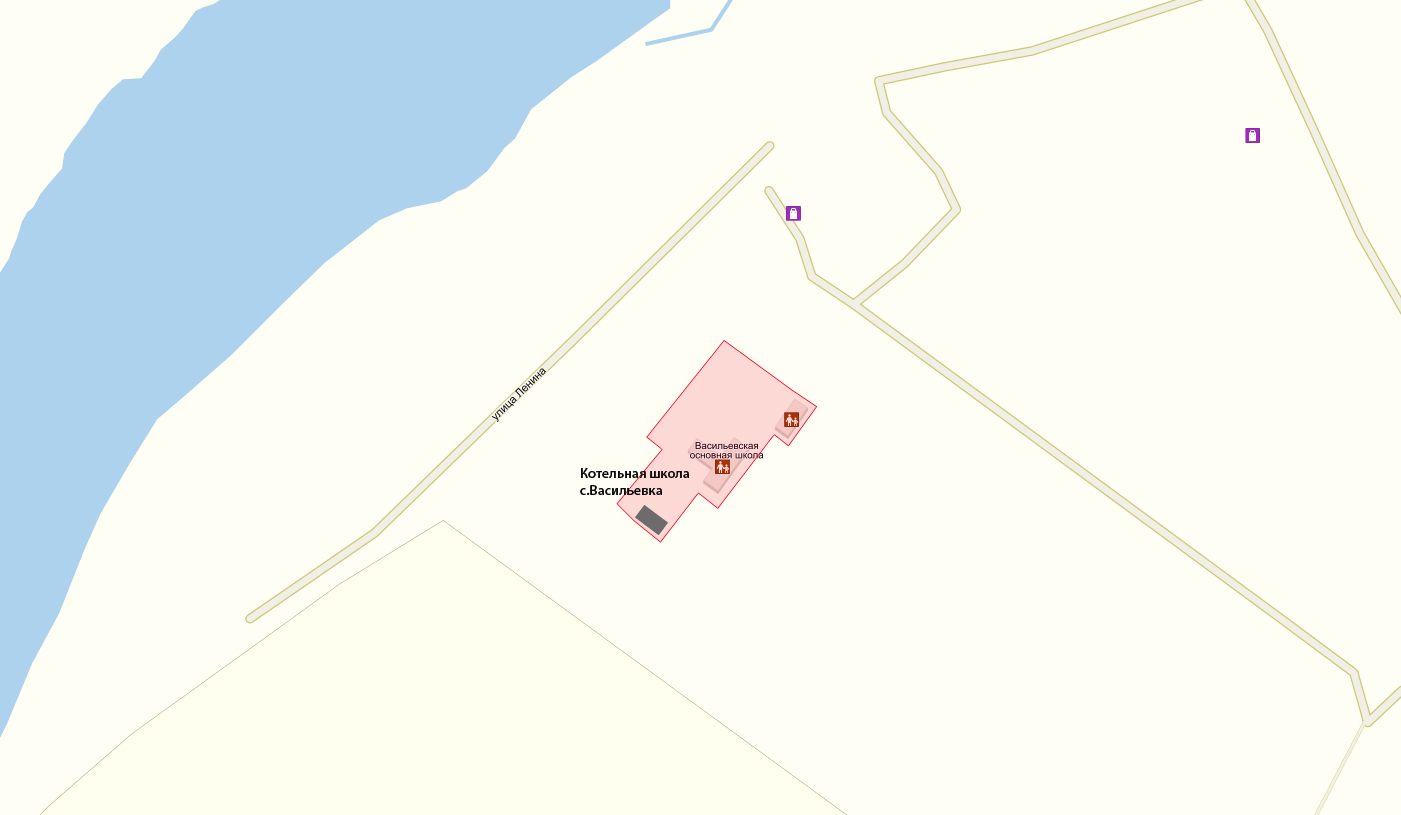 улица Ленина
Васильевская
основная школа
Котельная школа
с.Васильевка